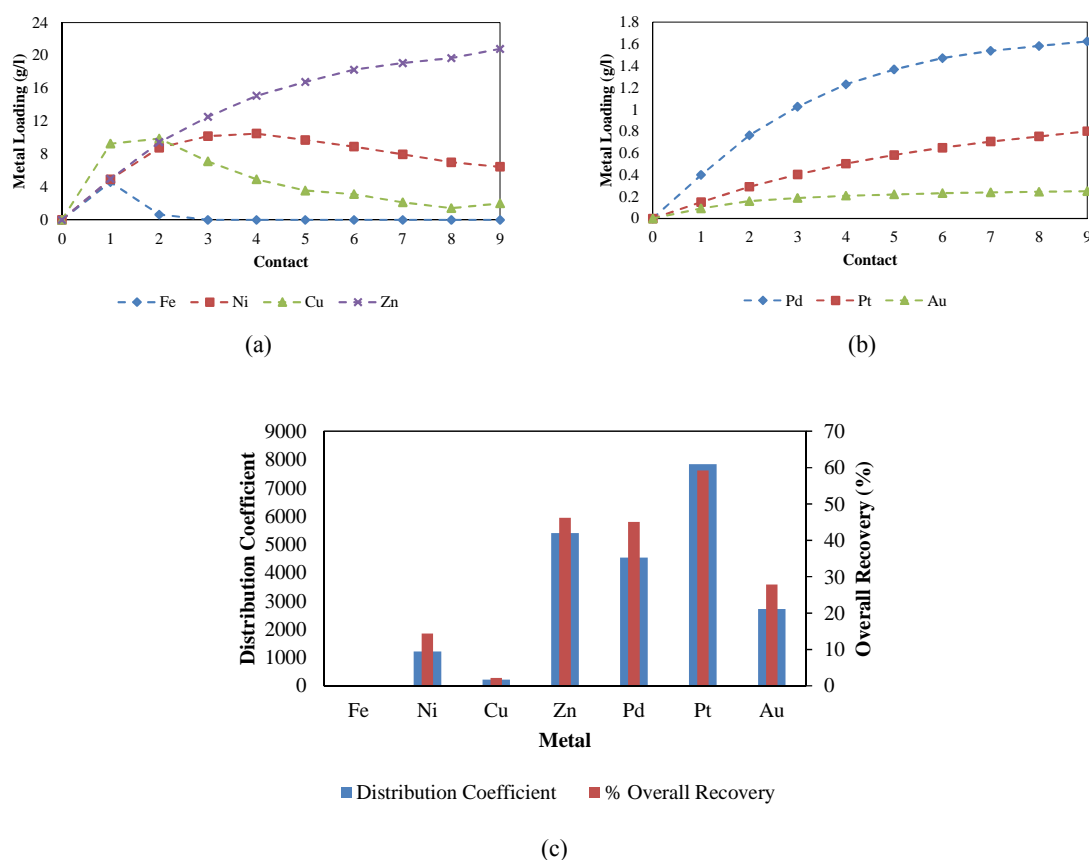 24
20
16
12
8
4
0
Metal Loading (g/l)
0 1 2 3 4 5 6 7 8 9
Contact
Fe Ni Cu Zn
(a)
1.8
1.6
1.4
1.2
1
0.8
0.6
0.4
0.2
0
Metal Loading (g/l)
0 1 2 3 4 5 6 7 8 9
Contact
Pd Pt Au
(b)
9000
8000
7000
6000
5000
4000
3000
2000
1000
0
Distribution Coefficient
70
60
50
40
30
20
10
0
Overall Recovery (%)
Fe Ni Cu Zn Pd Pt Au
Metal
Distribution Coefficient % Overall Recovery
(c)